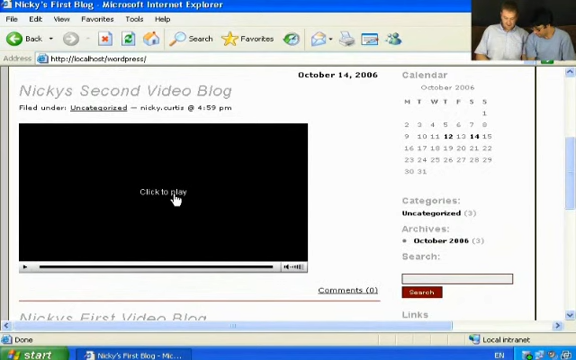 Nicky's First Blog - Microsoft Internet Explorer
File Edit View Favorites Tools Help
Back Search Favorites
Address http://localhost/wordpress/
October 14, 2006
Nickys Second Video Blog
Filed under: Uncategorized — nicky.curtis @ 4:59 pm
Click to play
Comments (0)
Nickys First Video Blog
Calendar
October 2006
M T W T F S S
1
2 3 4 5 6 7 8
9 10 11 12 13 14 15
16 17 18 19 20 21 22
23 24 25 26 27 28 29
30 31
Categories:
Uncategorized (3)
Archives:
October 2006 (3)
Search:
Search
Links
Done
Local intranet
start
Nicky's First Blog - Mic...
EN